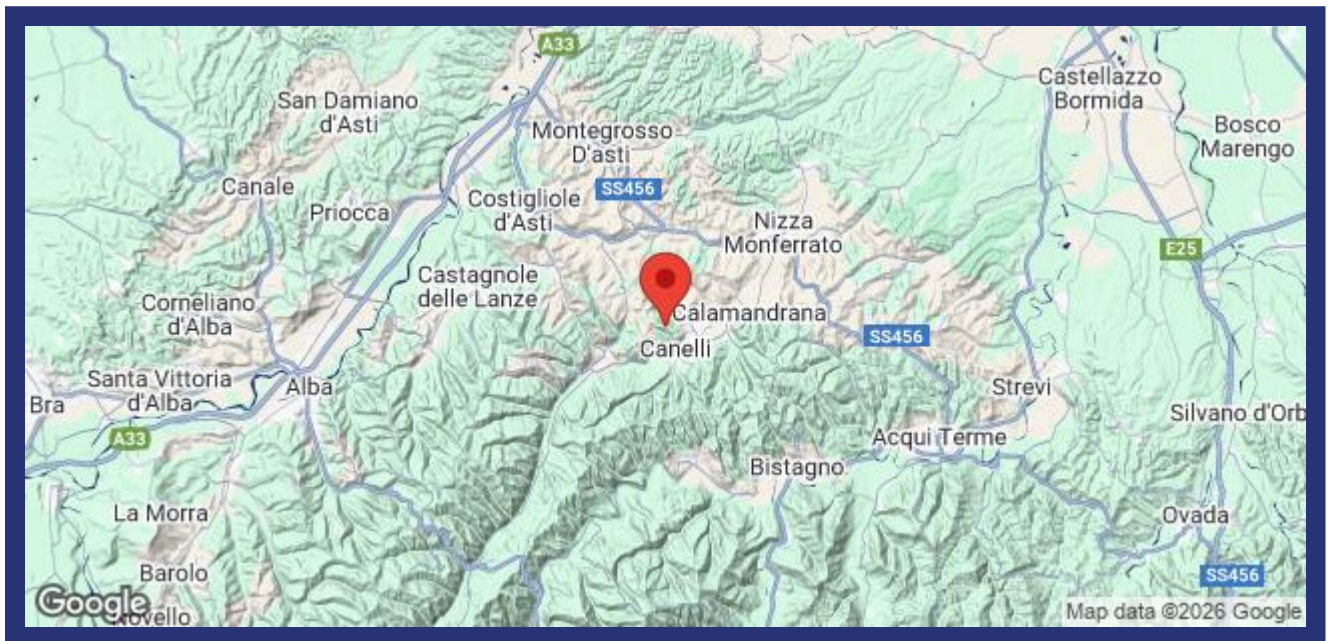 A33
San Damiano
d'Asti
Castellazzo
Bormida
Montegrosso
D'asti
Bosco
Marengo
Canale
Priocca
Costigliole
d'Asti
SS456
Nizza
Monferrato
E25
Castagnole
delle Lanze
Corneliano
d'Alba
Calamandrana
Canelli
SS456
Santa Vittoria
d'Alba
Bra
Alba
Strevi
Silvano d'Orb
A33
Acqui Terme
Bistagno
La Morra
Ovada
Barolo
SS456
Google
Novello
Map data ©2026 Google